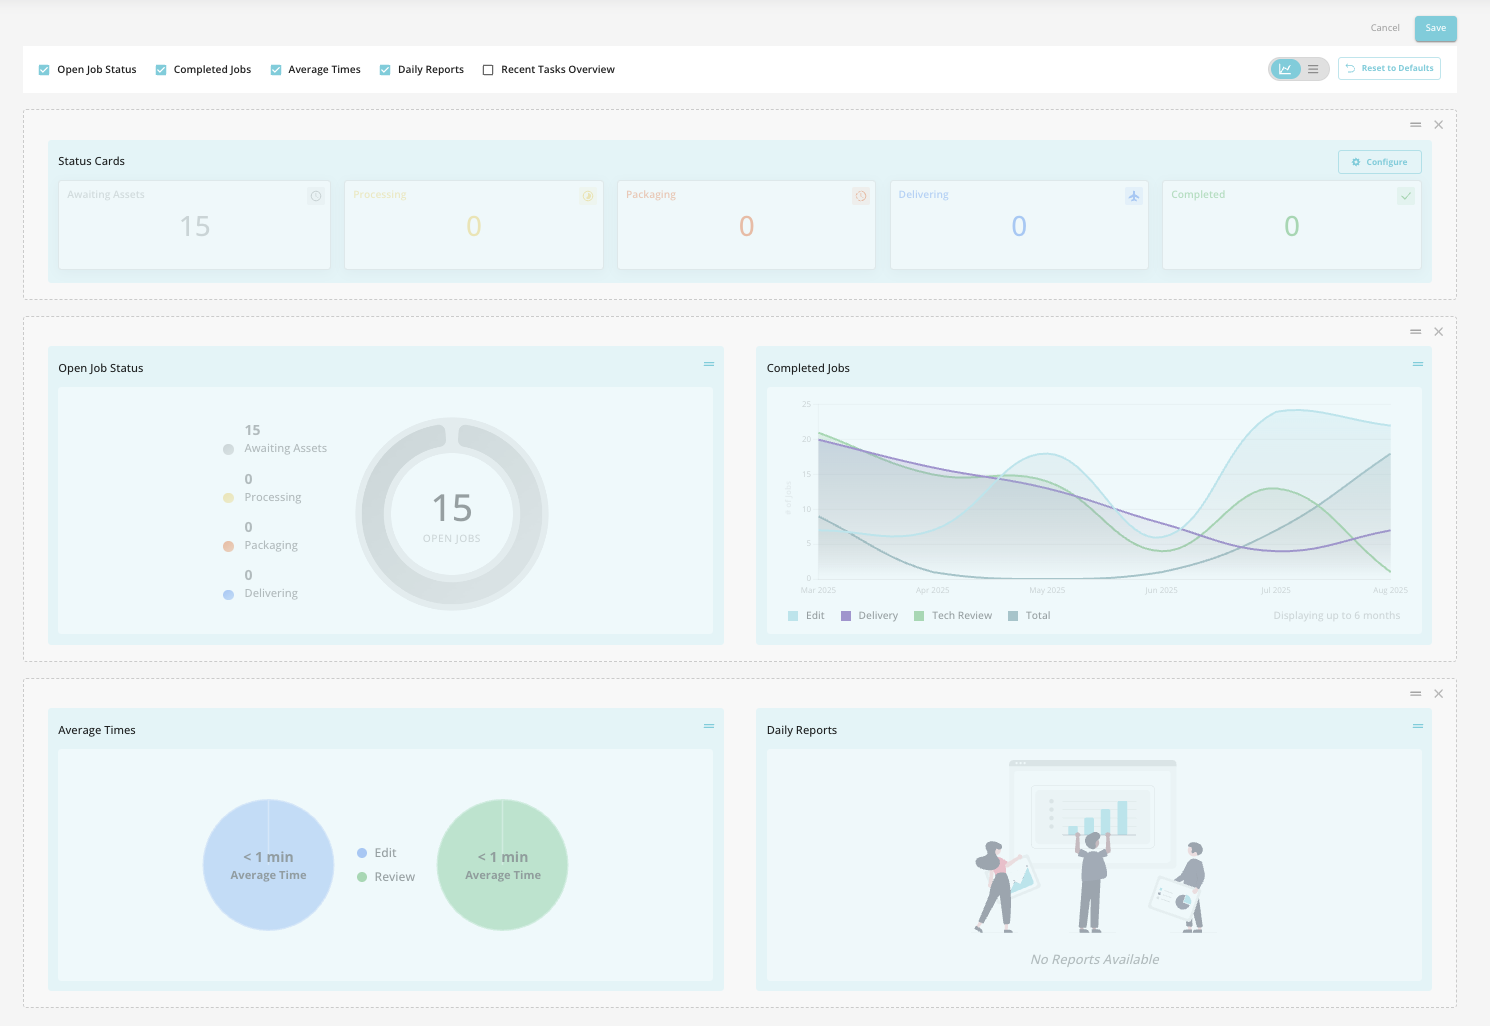 Cancel
Save
Open Job Status
Completed Jobs
Average Times
Daily Reports
Recent Tasks Overview
Reset to Defaults
Status Cards
Configure
Awaiting Assets
15
Processing
0
Packaging
0
Delivering
0
Completed
0
Open Job Status
15
Awaiting Assets
0
Processing
0
Packaging
0
Delivering
15
OPEN JOBS
Completed Jobs
25
20
15
10
5
0
# of Jobs
Mar 2025
Apr 2025
May 2025
Jun 2025
Jul 2025
Aug 2025
Edit
Delivery
Tech Review
Total
Displaying up to 6 months
Average Times
< 1 min
Average Time
Edit
Review
< 1 min
Average Time
Daily Reports
No Reports Available